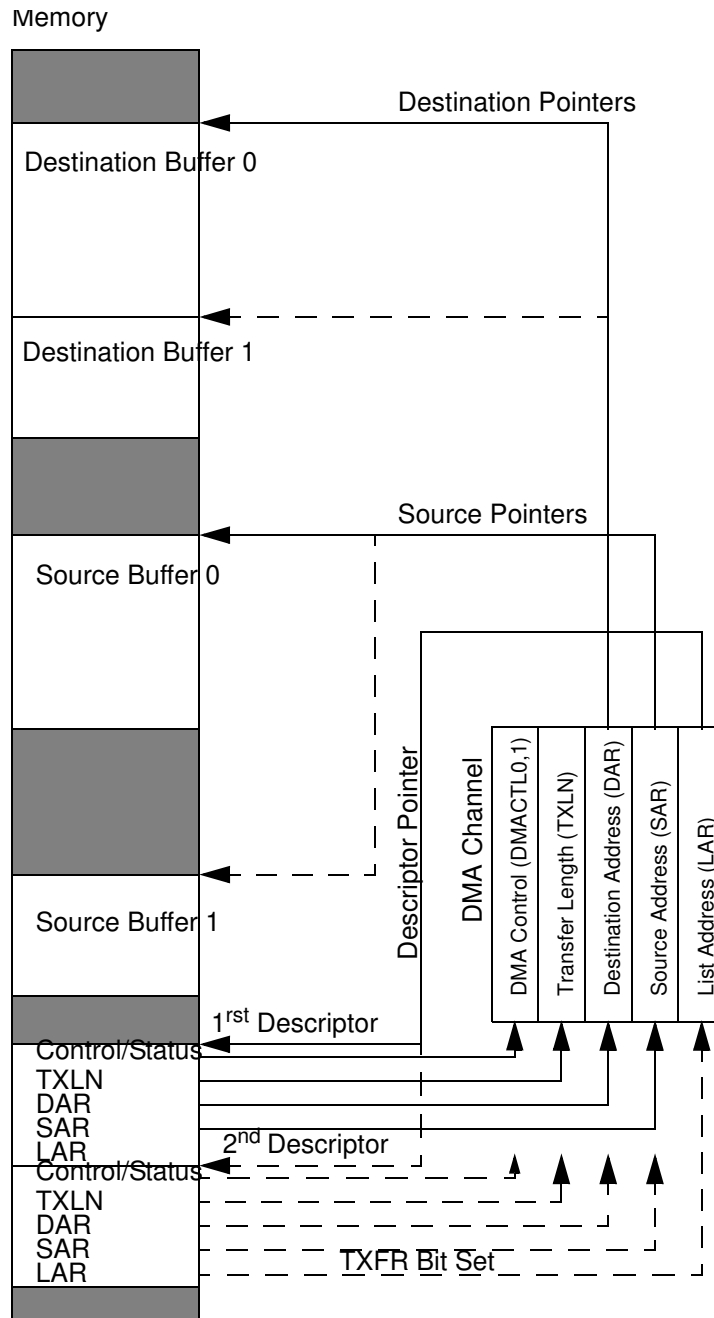 Memory
Destination Pointers
Destination Buffer 0
Destination Buffer 1
Source Pointers
Source Buffer 0
Descriptor Pointer
DMA Channel
DMA Control (DMACTL0,1)
Transfer Length (TXLN)
Destination Address (DAR)
Source Address (SAR)
List Address (LAR)
Source Buffer 1
1rst Descriptor
Control/Status
TXLN
DAR
SAR
LAR
2nd Descriptor
Control/Status
TXLN
DAR
SAR
LAR
TXFR Bit Set